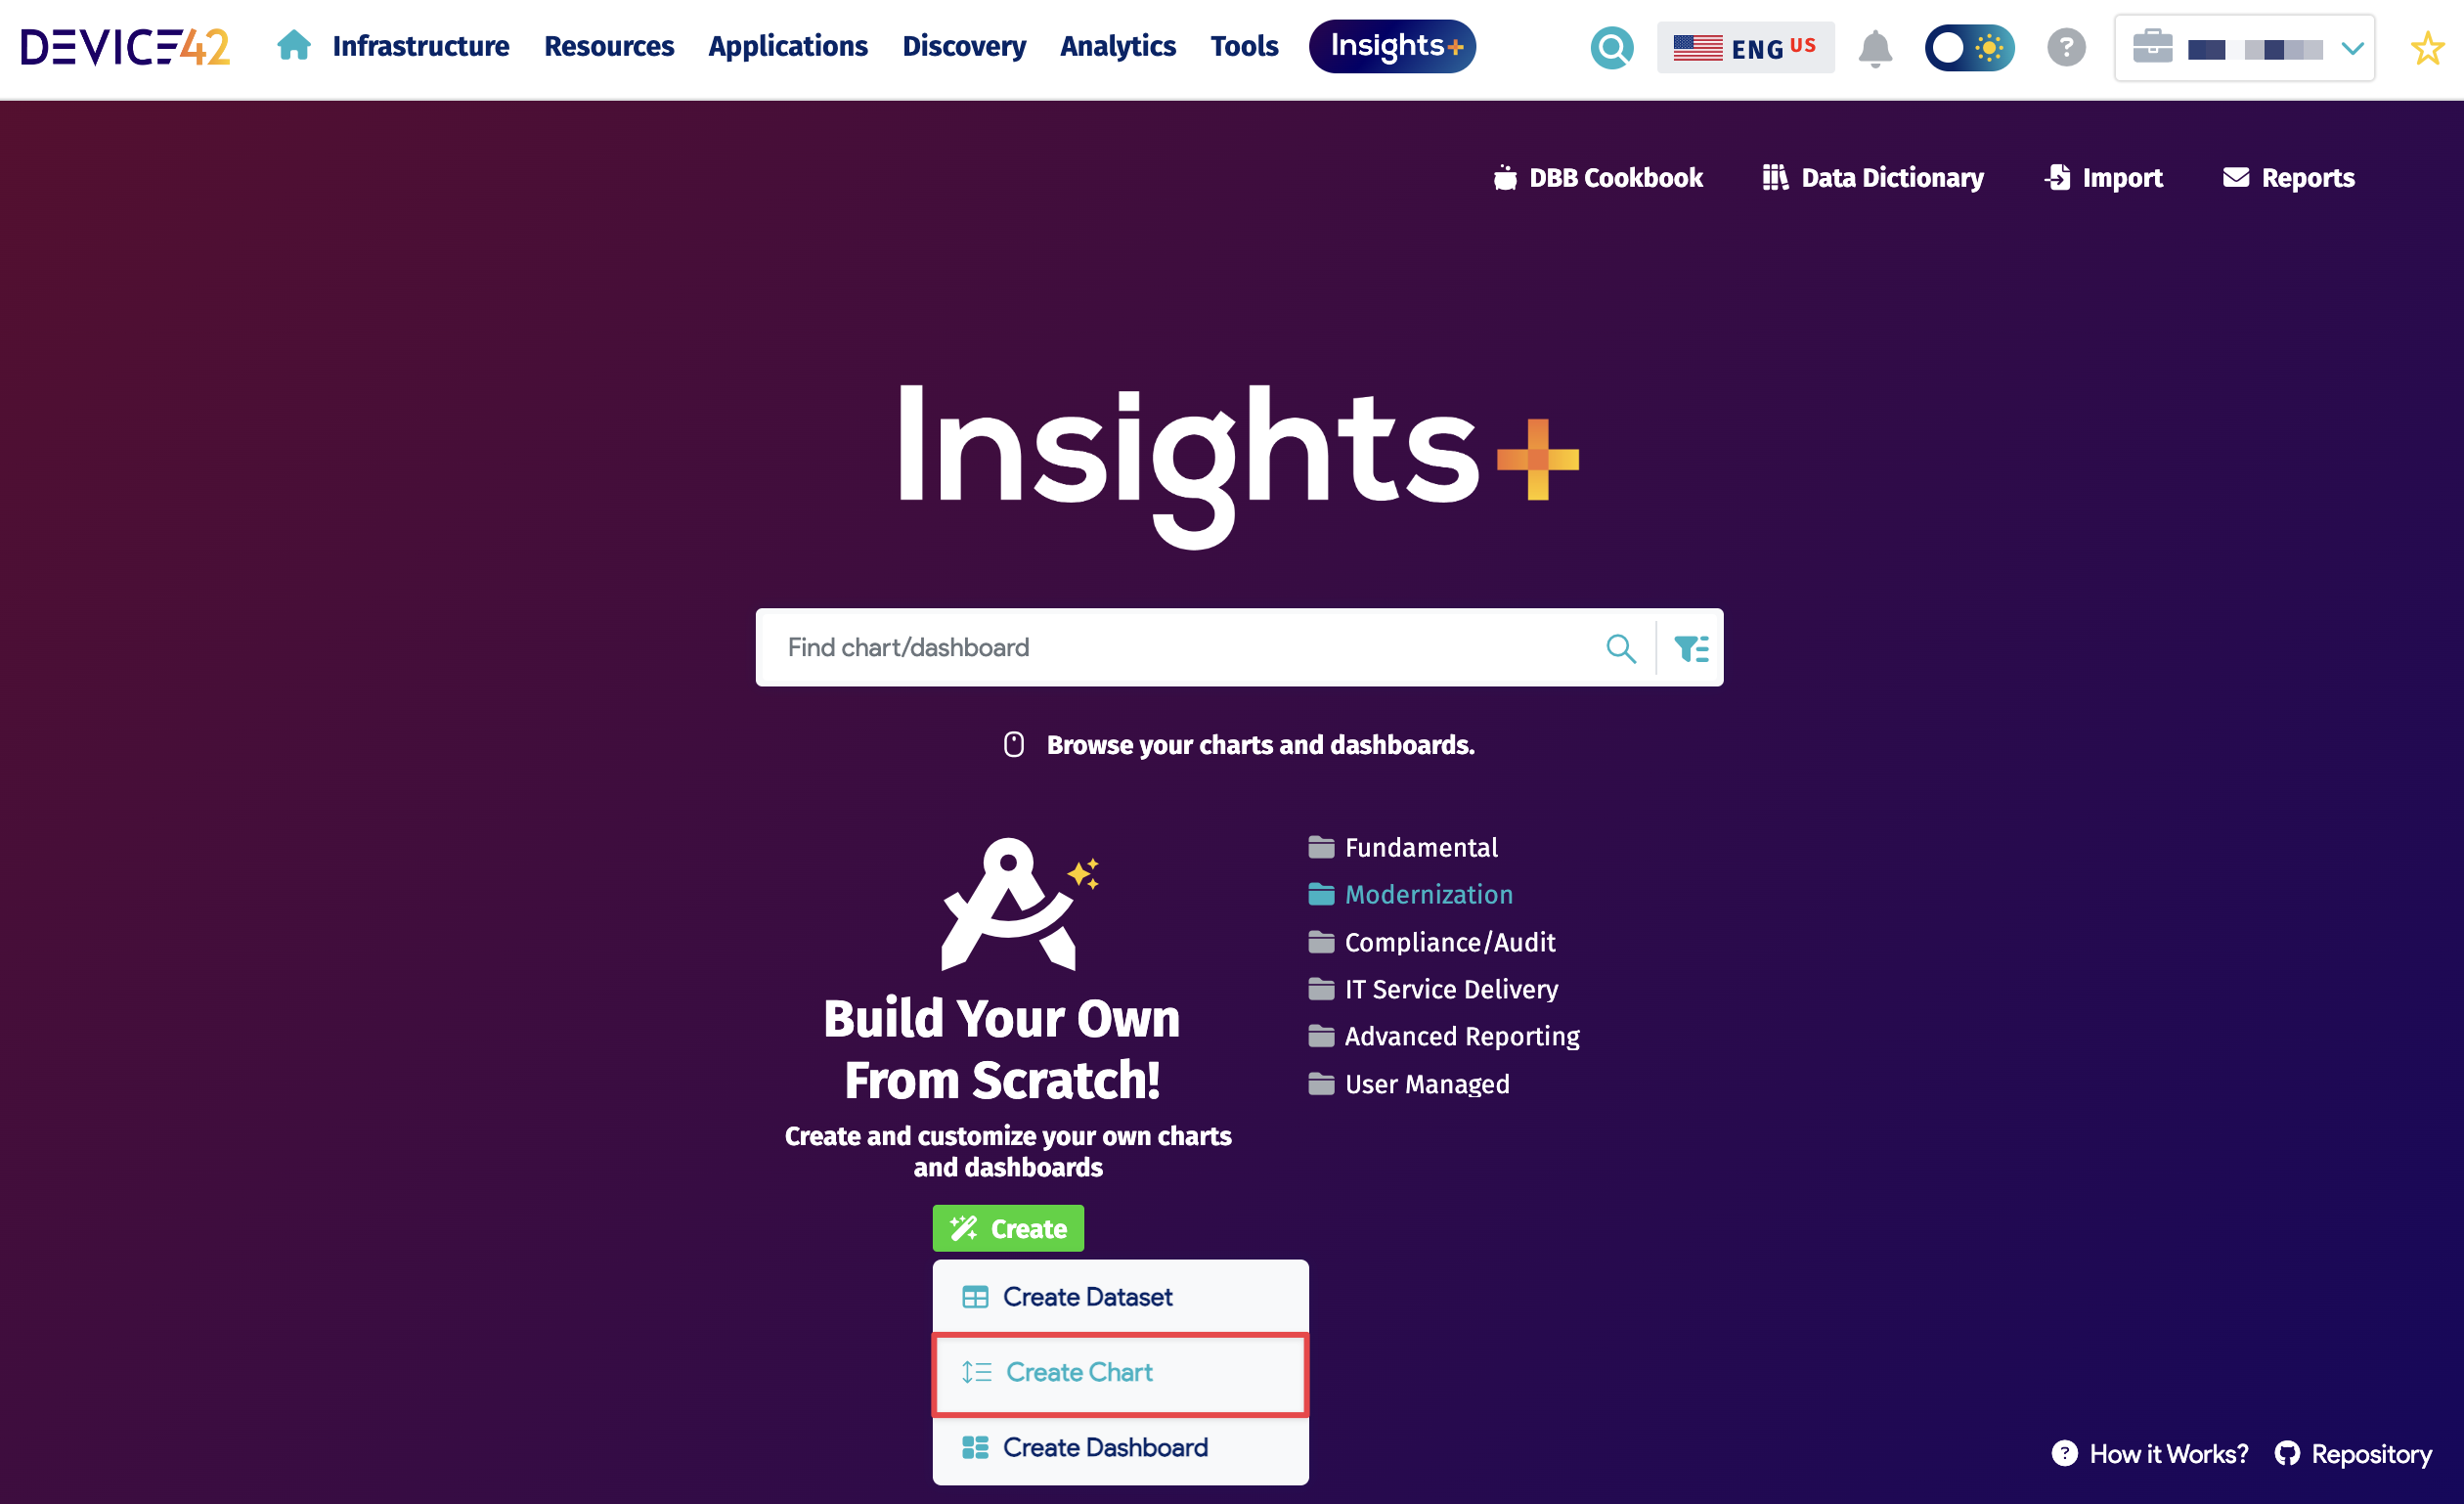 DEVICE42 Infrastructure Resources Applications Discovery Analytics Tools Insights+ ENG US ?
DBB Cookbook Data Dictionary Import Reports
Insights+
Find chart/dashboard
Browse your charts and dashboards.
Fundamental
Modernization
Compliance/Audit
IT Service Delivery
Advanced Reporting
User Managed
Build Your Own
From Scratch!
Create and customize your own charts
and dashboards
Create
Create Dataset
Create Chart
Create Dashboard
? How it Works? Repository